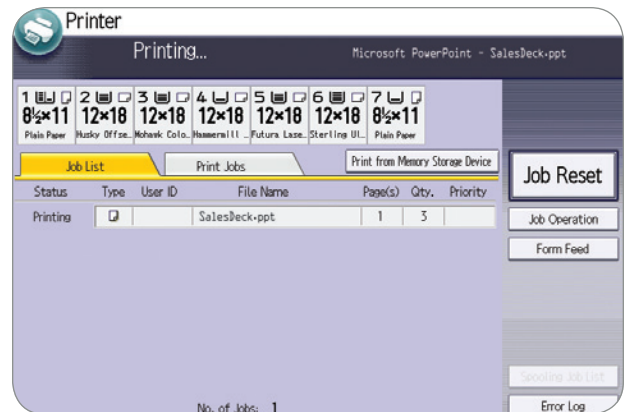 Printer
Printing... Microsoft PowerPoint - SalesDeck.ppt
1 2 3 4 5 6 7
8½×11 12×18 12×18 12×18 12×18 12×18 8½×11
Plain Paper Husky Offse… Mohawk Colo… Hammermill … Futura Lase… Sterling Ul… Plain Paper
Job List Print Jobs Print from Memory Storage Device
Job Reset
Status Type User ID File Name Page(s) Qty. Priority
Printing SalesDeck.ppt 1 3
Job Operation
Form Feed
Spooling Job List
No. of Jobs: 1
Error Log